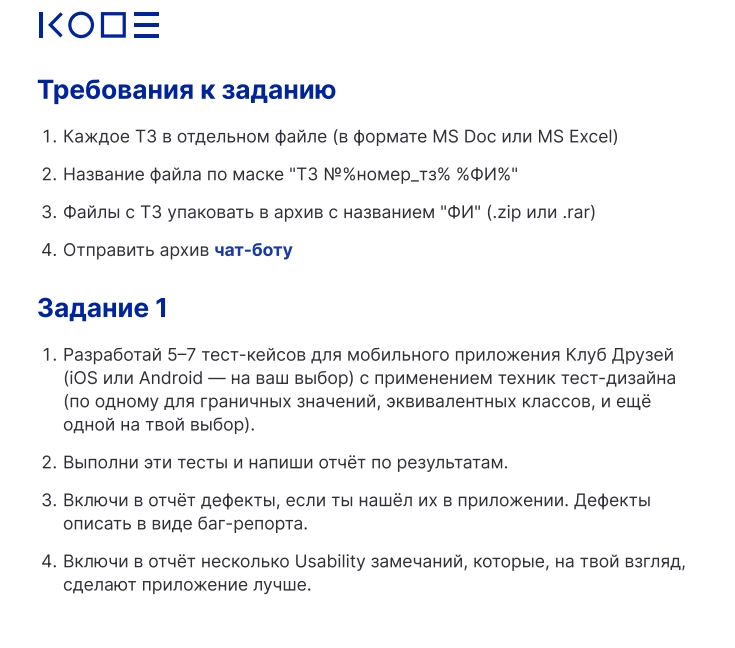 KODE
Требования к заданию
1. Каждое ТЗ в отдельном файле (в формате MS Doc или MS Excel)
2. Название файла по маске "ТЗ №%номер_тз% %ФИ%"
3. Файлы с ТЗ упаковать в архив с названием "ФИ" (.zip или .rar)
4. Отправить архив чат-боту
Задание 1
1. Разработай 5–7 тест-кейсов для мобильного приложения Клуб Друзей
(iOS или Android — на ваш выбор) с применением техник тест-дизайна
(по одному для граничных значений, эквивалентных классов, и ещё
одной на твой выбор).
2. Выполни эти тесты и напиши отчёт по результатам.
3. Включи в отчёт дефекты, если ты нашёл их в приложении. Дефекты
описать в виде баг-репорта.
4. Включи в отчёт несколько Usability замечаний, которые, на твой взгляд,
сделают приложение лучше.